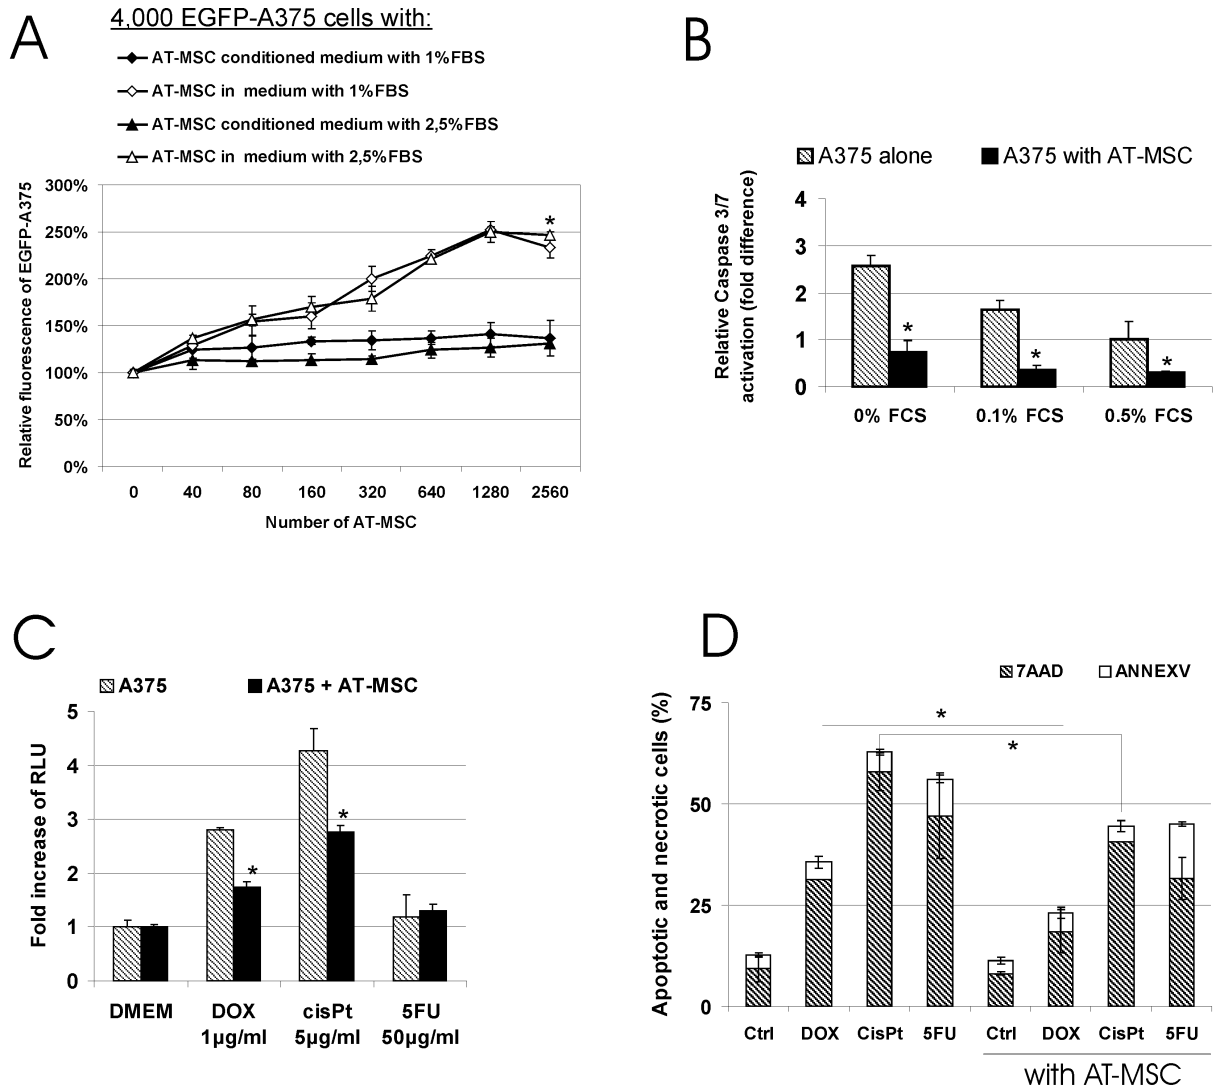 A
4,000 EGFP-A375 cells with:
AT-MSC conditioned medium with 1%FBS
AT-MSC in medium with 1%FBS
AT-MSC conditioned medium with 2,5%FBS
AT-MSC in medium with 2,5%FBS
Relative fluorescence of EGFP-A375
300%
250%
200%
150%
100%
50%
0%
*
0 40 80 160 320 640 1280 2560
Number of AT-MSC
B
A375 alone A375 with AT-MSC
Relative Caspase 3/7
activation (fold difference)
4
3
2
1
0
* * *
0% FCS 0.1% FCS 0.5% FCS
C
A375 A375 + AT-MSC
Fold increase of RLU
5
4
3
2
1
0
* *
DMEM DOX cisPt 5FU
1µg/ml 5µg/ml 50µg/ml
D
7AAD ANNEXV
Apoptotic and necrotic cells (%)
75
50
25
0
*
*
Ctrl DOX CisPt 5FU Ctrl DOX CisPt 5FU
with AT-MSC